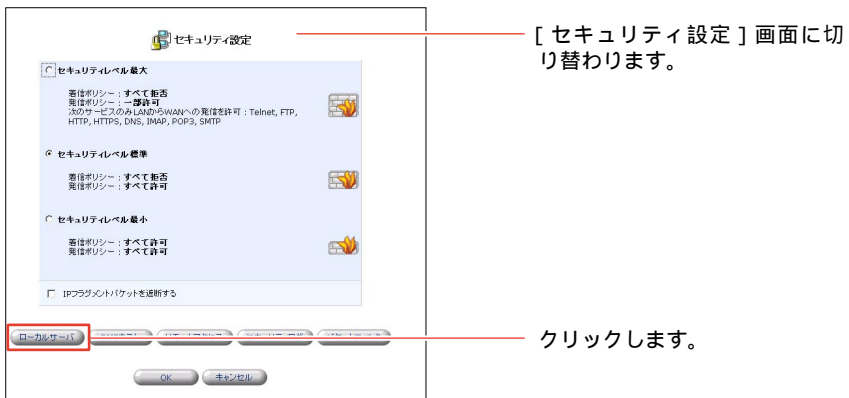 セキュリティ設定
[ セキュリティ設定 ] 画面に切
り替わります。
セキュリティレベル最大
着信ポリシー : すべて拒否
発信ポリシー : 一部許可
次のサービスのみLANからWANへの発信を許可 : Telnet, FTP,
HTTP, HTTPS, DNS, IMAP, POP3, SMTP
セキュリティレベル標準
着信ポリシー : すべて拒否
発信ポリシー : すべて許可
セキュリティレベル最小
着信ポリシー : すべて許可
発信ポリシー : すべて許可
IPフラグメントパケットを遮断する
ローカルサーバ
クリックします。
OK
キャンセル